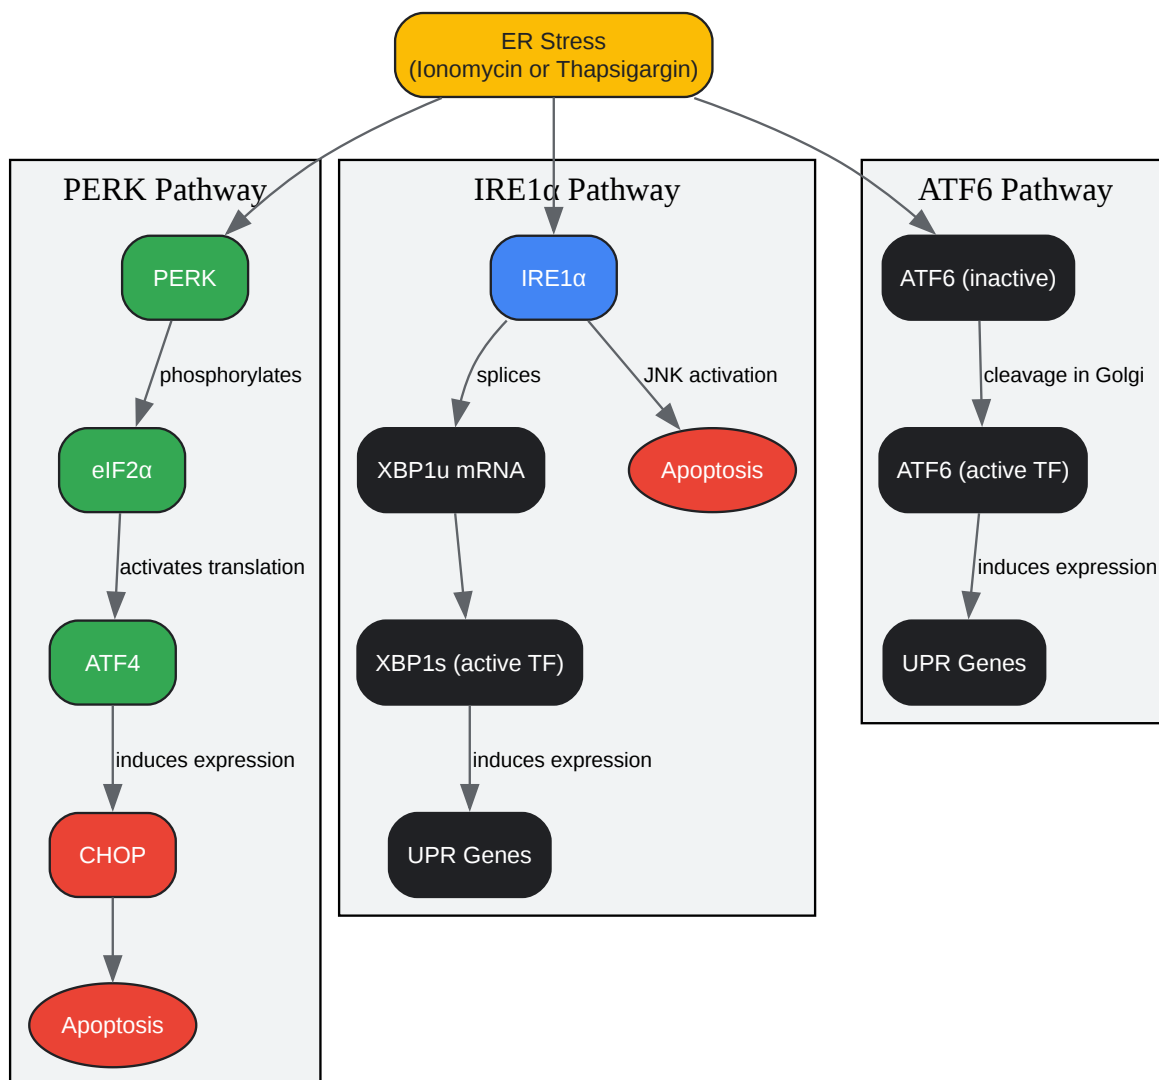 ER Stress
(Ionomycin or Thapsigargin)
PERK Pathway
PERK
phosphorylates
eIF2α
activates translation
ATF4
induces expression
CHOP
Apoptosis
IRE1α Pathway
IRE1α
splices
JNK activation
XBP1u mRNA
Apoptosis
XBP1s (active TF)
induces expression
UPR Genes
ATF6 Pathway
ATF6 (inactive)
cleavage in Golgi
ATF6 (active TF)
induces expression
UPR Genes